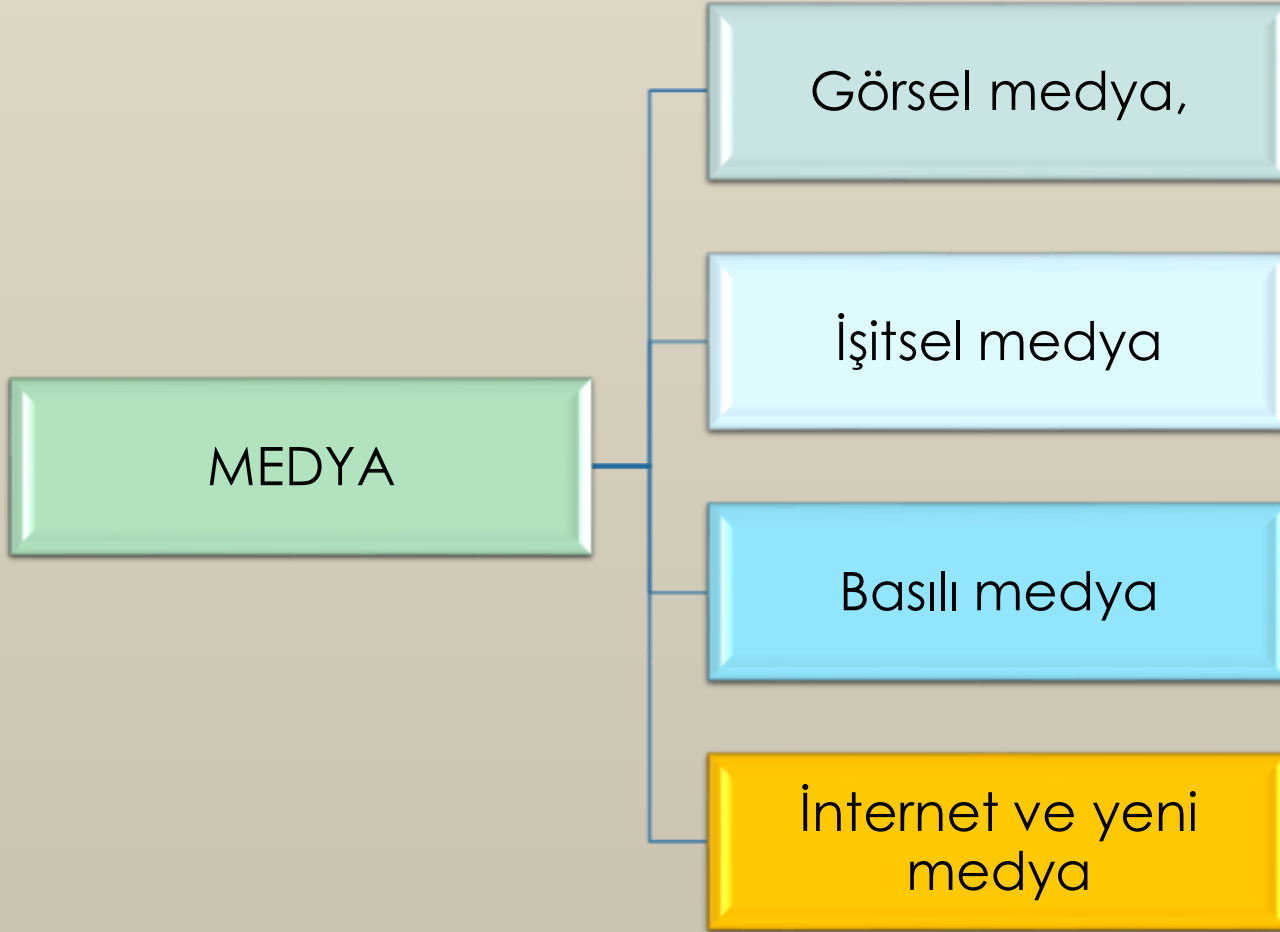 Görsel medya,
İşitsel medya
MEDYA
Basılı medya
İnternet ve yeni
medya